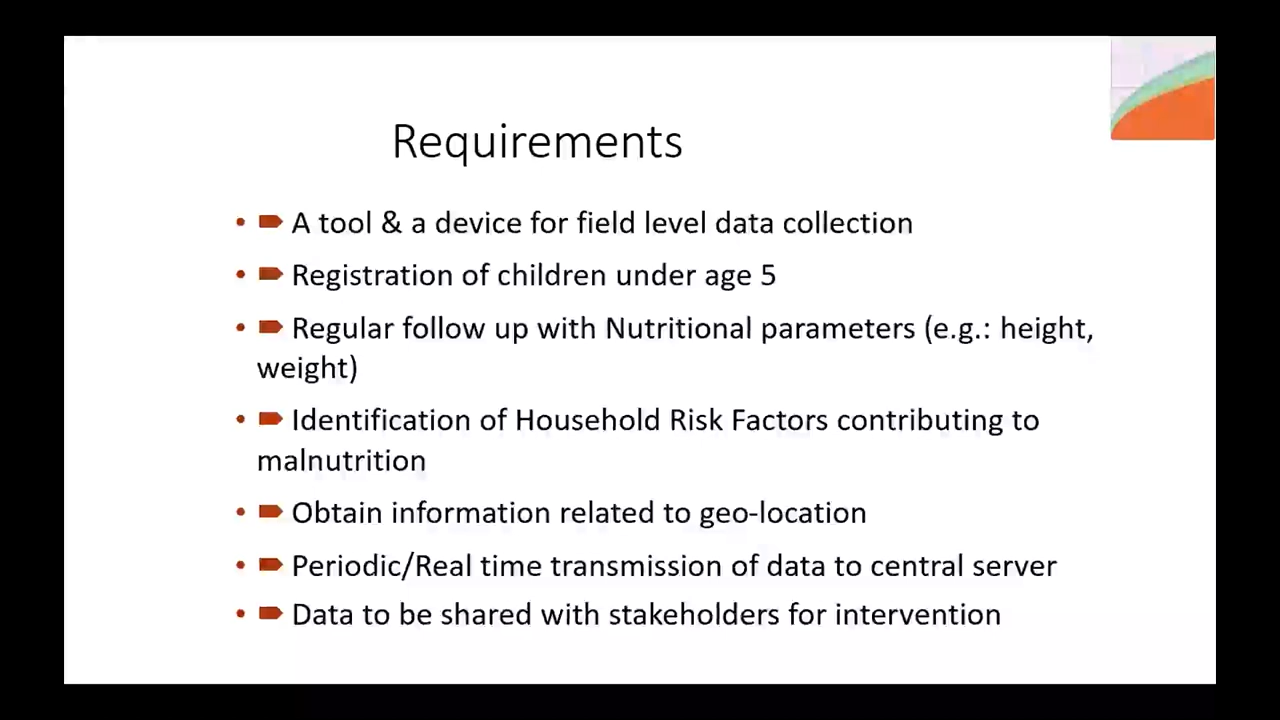 Requirements
• A tool & a device for field level data collection
• Registration of children under age 5
• Regular follow up with Nutritional parameters (e.g.: height,
weight)
• Identification of Household Risk Factors contributing to
malnutrition
• Obtain information related to geo-location
• Periodic/Real time transmission of data to central server
• Data to be shared with stakeholders for intervention